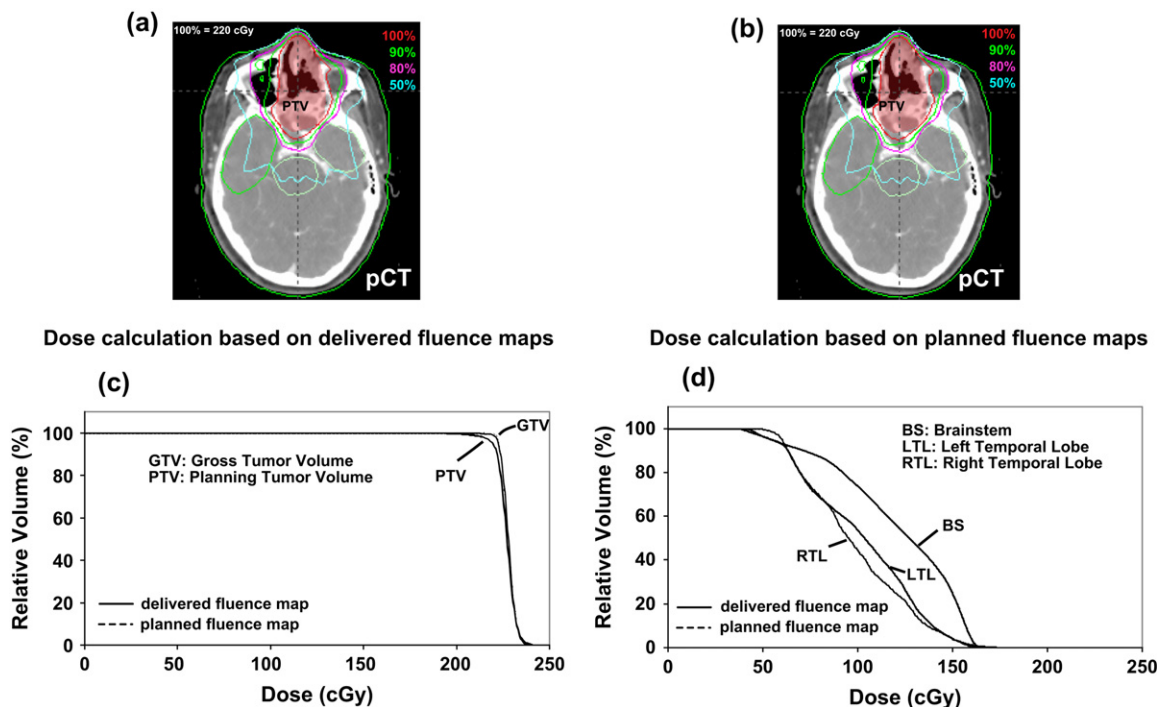 (a)
100% = 220 cGy
100%
90%
80%
50%
PTV
pCT
Dose calculation based on delivered fluence maps
(b)
100% = 220 cGy
100%
90%
80%
50%
PTV
pCT
Dose calculation based on planned fluence maps
(c)
Relative Volume (%)
100
80
60
40
20
0
GTV
GTV: Gross Tumor Volume
PTV: Planning Tumor Volume
PTV
delivered fluence map
planned fluence map
0
50
100
150
200
250
Dose (cGy)
(d)
Relative Volume (%)
100
80
60
40
20
0
BS: Brainstem
LTL: Left Temporal Lobe
RTL: Right Temporal Lobe
BS
RTL
LTL
delivered fluence map
planned fluence map
0
50
100
150
200
250
Dose (cGy)